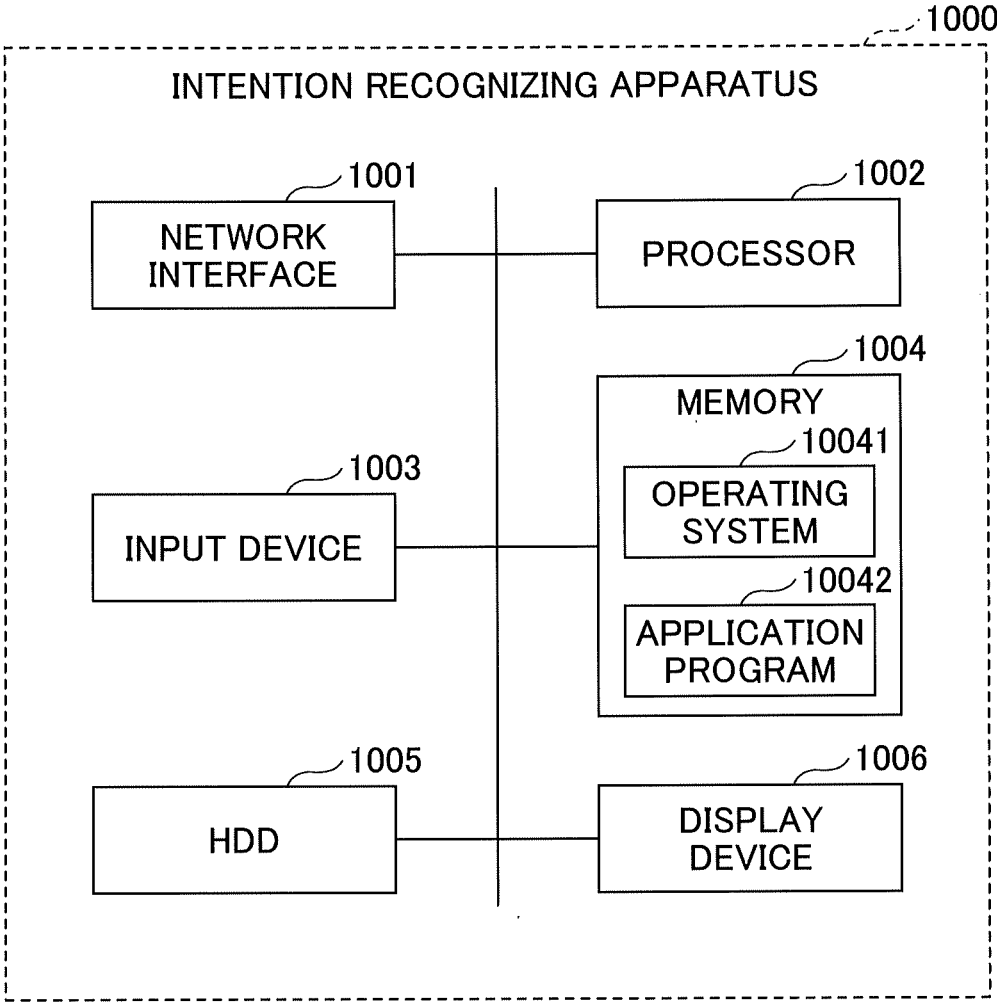 1000
INTENTION RECOGNIZING APPARATUS
1001
NETWORK
INTERFACE
1002
PROCESSOR
1003
INPUT DEVICE
1004
MEMORY
10041
OPERATING
SYSTEM
10042
APPLICATION
PROGRAM
1005
HDD
1006
DISPLAY
DEVICE